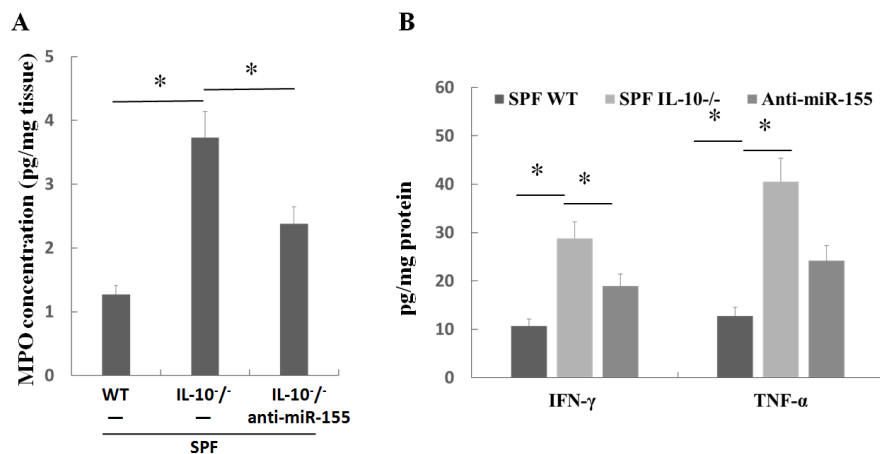 A
MPO concentration (pg/mg tissue)
5
4
3
2
1
0
*
*
WT
IL-10-/-
IL-10-/-
—
—
anti-miR-155
SPF
B
pg/mg protein
60
50
40
30
20
10
0
SPF WT
SPF IL-10-/-
Anti-miR-155
*
*
*
*
IFN-γ
TNF-α